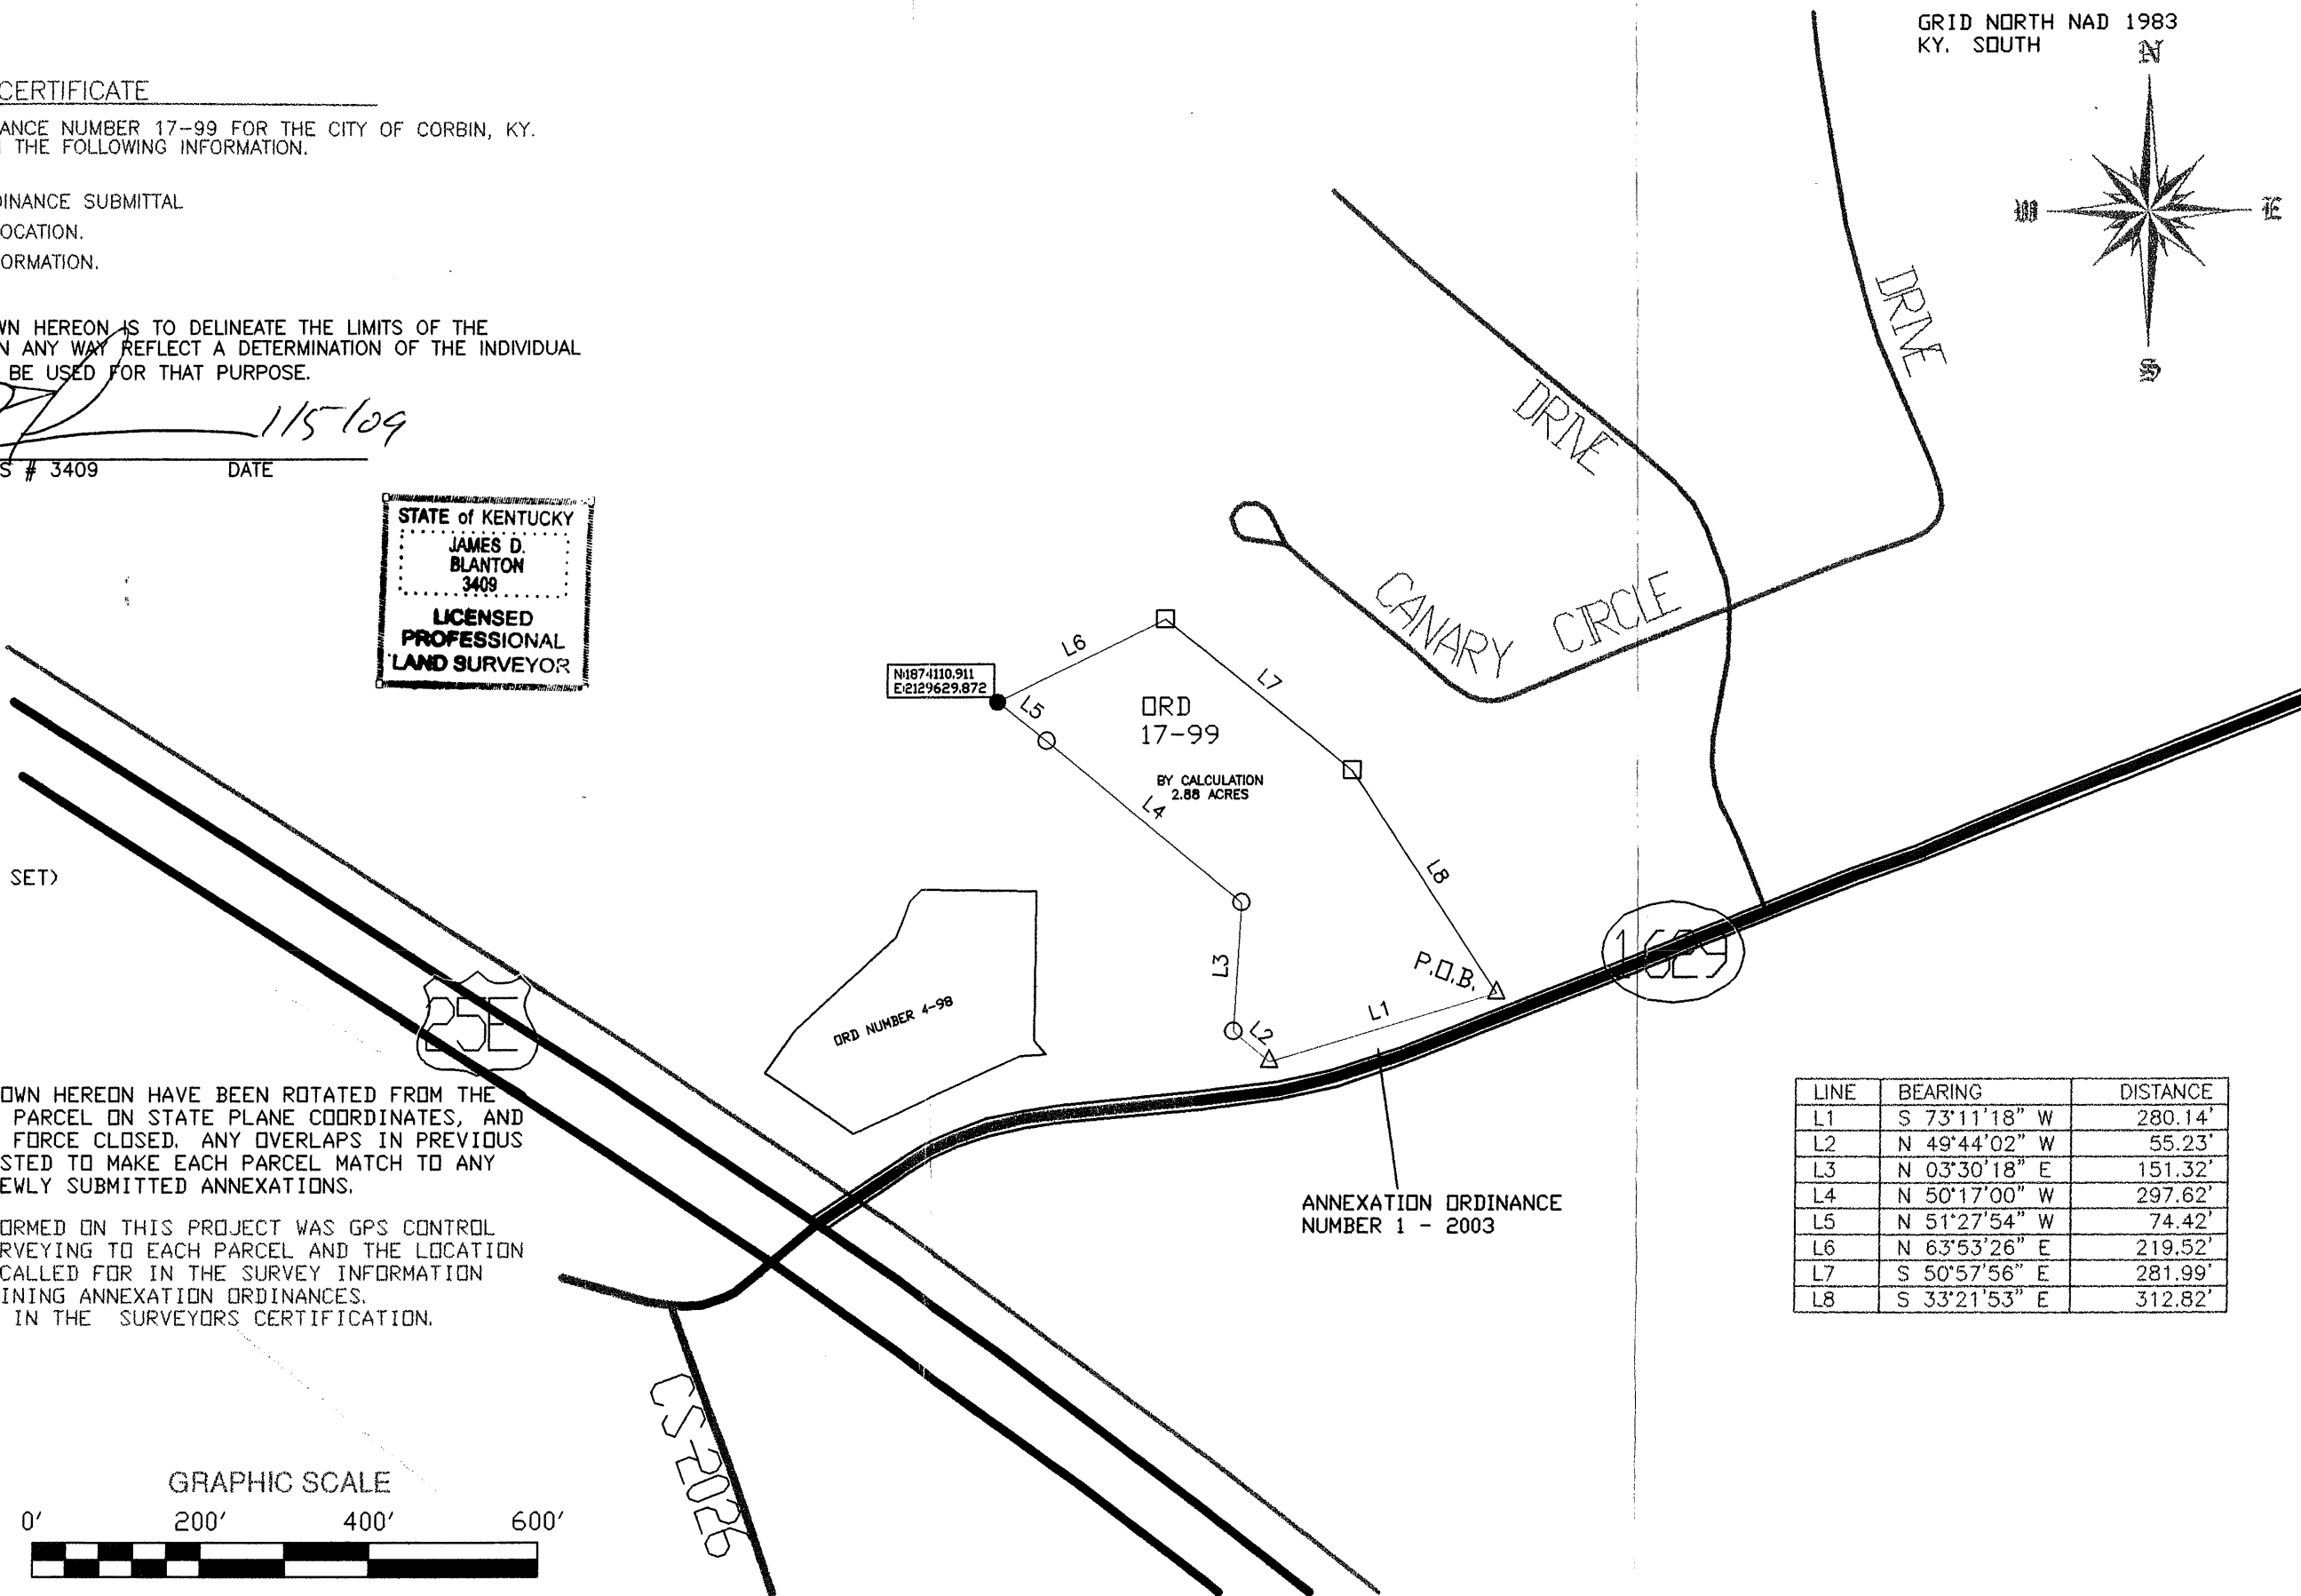 GRID NORTH NAD 1983
KY. SOUTH
N
W
E
S
CERTIFICATE
ANCE NUMBER 17-99 FOR THE CITY OF CORBIN, KY.
THE FOLLOWING INFORMATION.
DINANCE SUBMITTAL
OCATION.
ORMATION.
WN HEREON IS TO DELINEATE THE LIMITS OF THE
N ANY WAY REFLECT A DETERMINATION OF THE INDIVIDUAL
BE USED FOR THAT PURPOSE.
1/5/09
S # 3409 DATE
STATE of KENTUCKY
JAMES D.
BLANTON
3409
LICENSED
PROFESSIONAL
LAND SURVEYOR
DRIVE
DRIVE
CANARY CIRCLE
N:1874110.911
E:2129629.872
L6
L5
L7
ORD
17-99
BY CALCULATION
2.88 ACRES
L4
L8
L3
P.O.B.
L1
L2
1629
SET)
25E
ORD NUMBER 4-98
ANNEXATION ORDINANCE
NUMBER 1 - 2003
OWN HEREON HAVE BEEN ROTATED FROM THE
PARCEL ON STATE PLANE COORDINATES, AND
FORCE CLOSED. ANY OVERLAPS IN PREVIOUS
STED TO MAKE EACH PARCEL MATCH TO ANY
EWLY SUBMITTED ANNEXATIONS.
ORMED ON THIS PROJECT WAS GPS CONTROL
RVEYING TO EACH PARCEL AND THE LOCATION
CALLED FOR IN THE SURVEY INFORMATION
INING ANNEXATION ORDINANCES.
IN THE SURVEYORS CERTIFICATION.
LINE BEARING DISTANCE
L1 S 73°11'18" W 280.14'
L2 N 49°44'02" W 55.23'
L3 N 03°30'18" E 151.32'
L4 N 50°17'00" W 297.62'
L5 N 51°27'54" W 74.42'
L6 N 63°53'26" E 219.52'
L7 S 50°57'56" E 281.99'
L8 S 33°21'53" E 312.82'
CS-2026
GRAPHIC SCALE
0' 200' 400' 600'